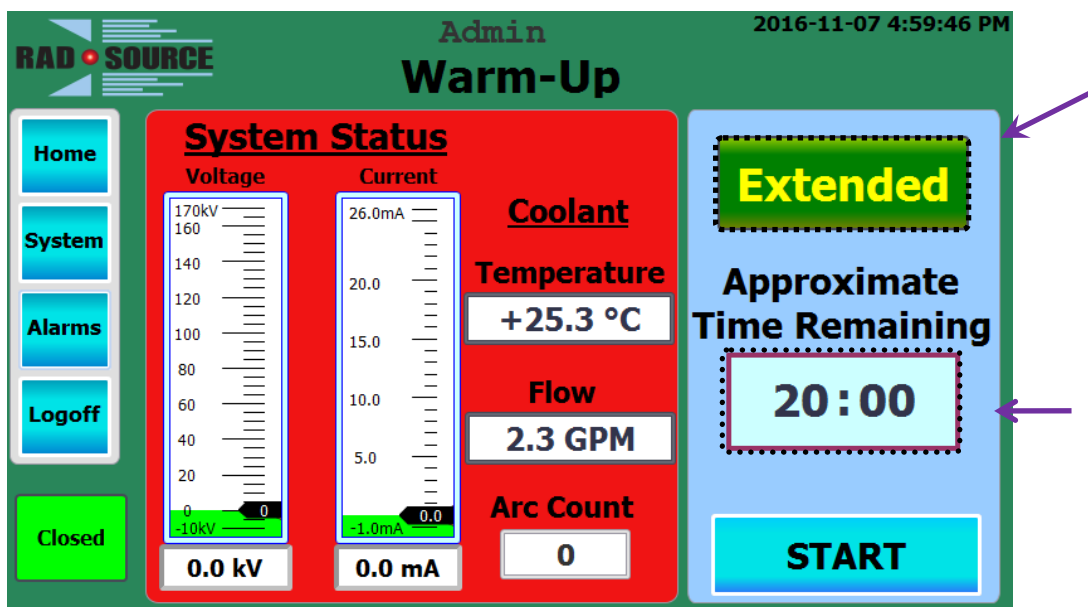 RAD SOURCE
Admin
2016-11-07 4:59:46 PM
Warm-Up
Home
System
Alarms
Logoff
Closed
System Status
Voltage
170kV
160
140
120
100
80
60
40
20
0
0
-10kV
0.0 kV
Current
26.0mA
20.0
15.0
10.0
5.0
0.0
-1.0mA
0.0 mA
Coolant
Temperature
+25.3 °C
Flow
2.3 GPM
Arc Count
0
Extended
Approximate
Time Remaining
20:00
START